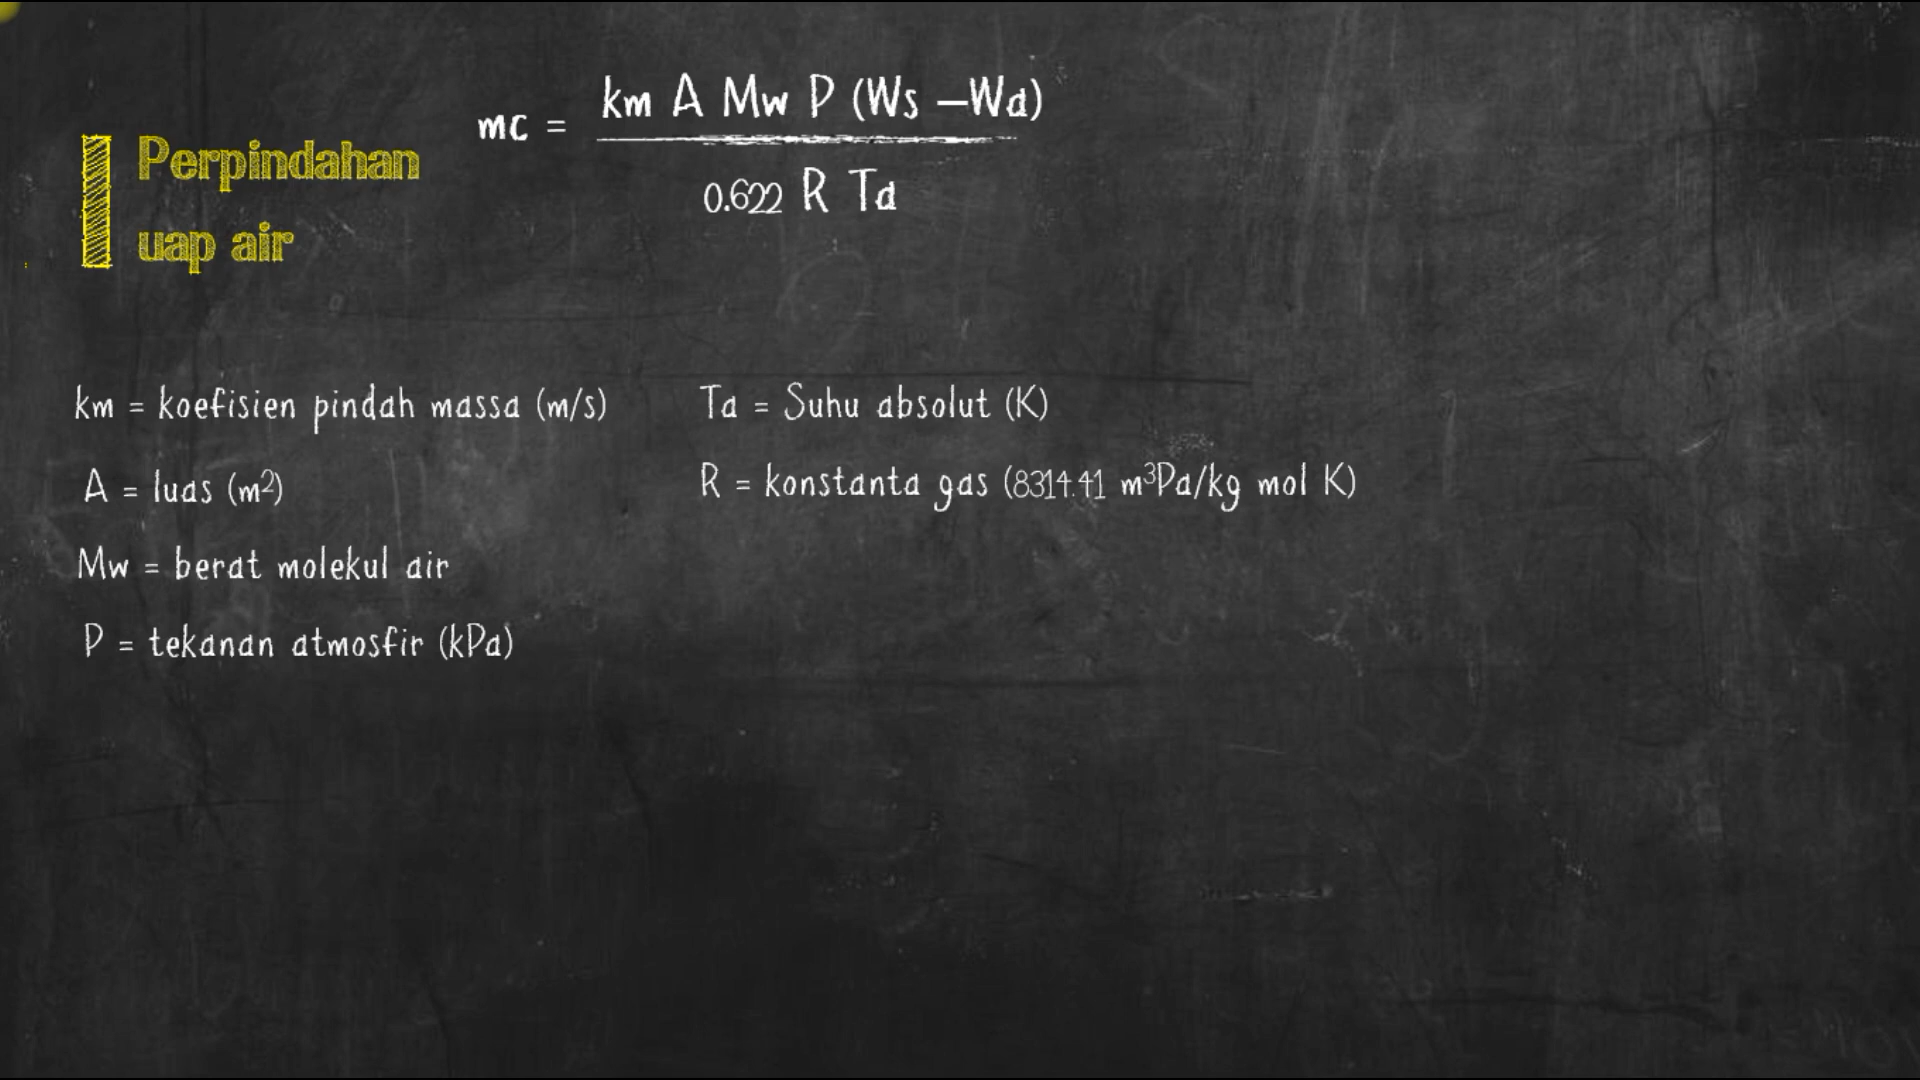 Perpindahan
uap air
mc = km A Mw P (Ws –Wa)
0.622 R Ta
km = koefisien pindah massa (m/s)
A = luas (m²)
Mw = berat molekul air
P = tekanan atmosfir (kPa)
Ta = Suhu absolut (K)
R = konstanta gas (8314.41 m³Pa/kg mol K)